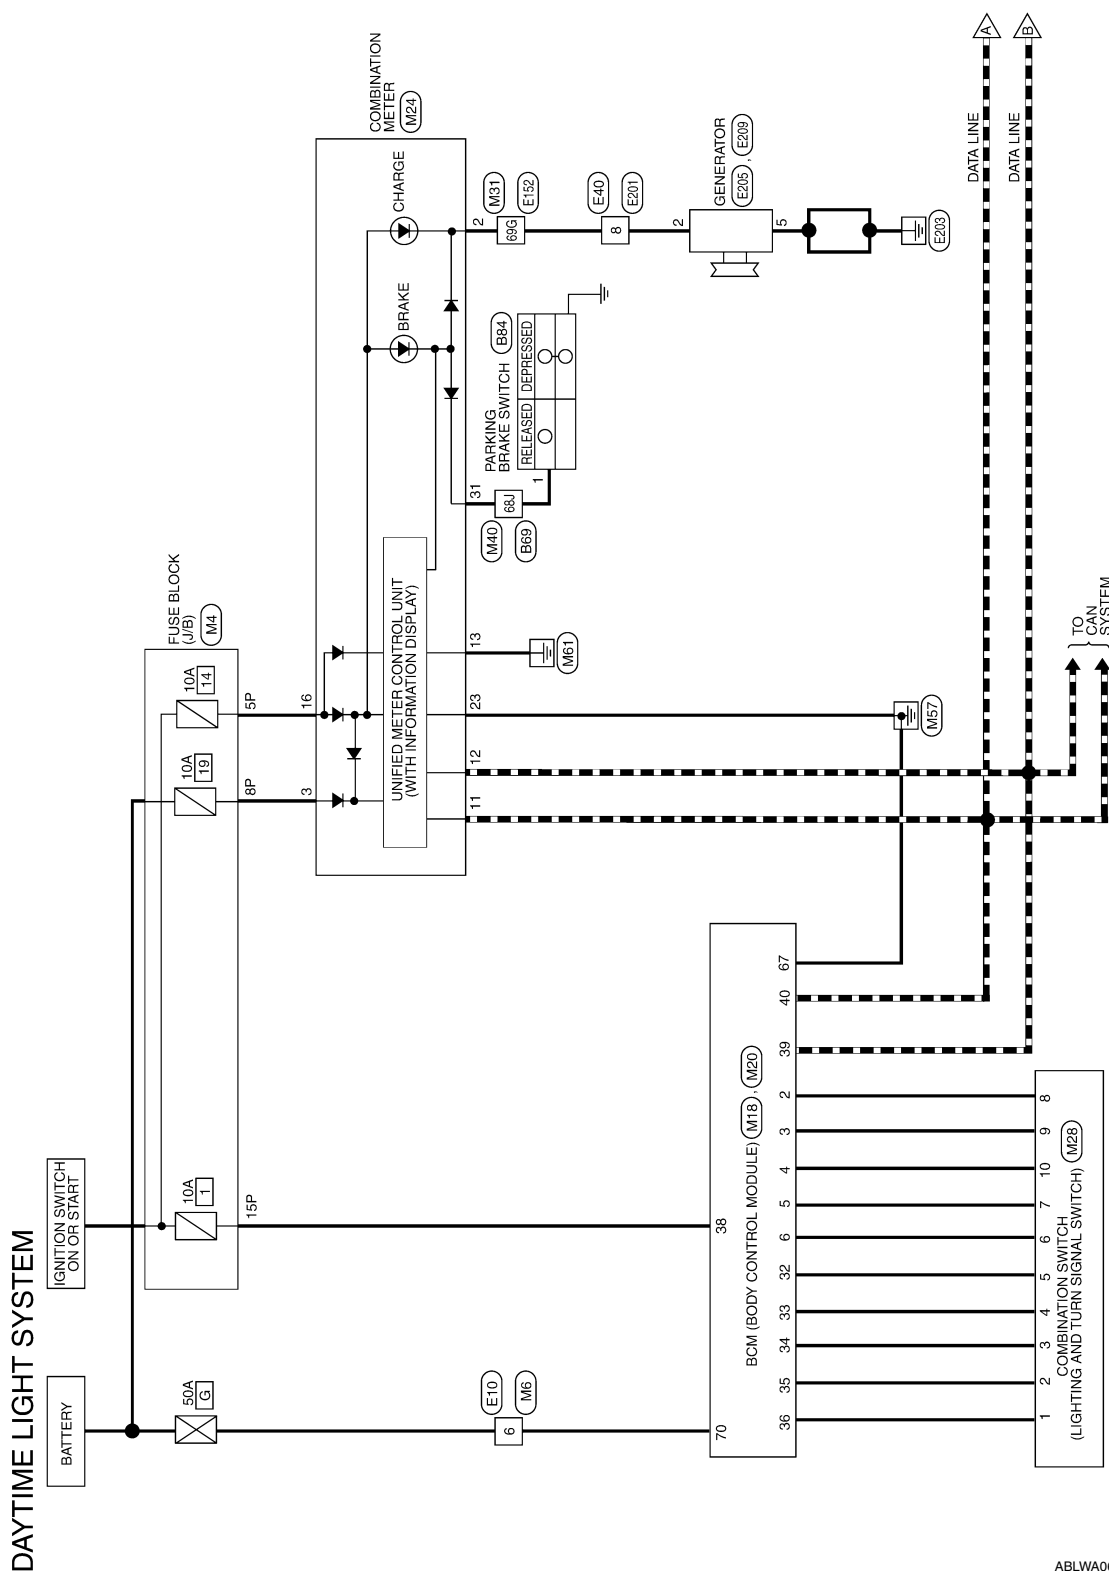 DAYTIME LIGHT SYSTEM
BATTERY
IGNITION SWITCH
ON OR START
50A
G
10A
1
10A
19
10A
14
FUSE BLOCK
(J/B)
M4
15P
8P
5P
E10
6
M6
3
16
COMBINATION
METER
M24
BRAKE
CHARGE
UNIFIED METER CONTROL UNIT
(WITH INFORMATION DISPLAY)
11
12
23
13
31
2
M40
68J
B69
M31
69G
E152
PARKING
BRAKE SWITCH
B84
RELEASED
DEPRESSED
1
M61
E40
8
E201
GENERATOR
E205
,
E209
2
5
E203
M57
70
38
BCM (BODY CONTROL MODULE)
M18
,
M20
36
35
34
33
32
6
5
4
3
2
39
40
67
1
2
3
4
5
6
7
10
9
8
COMBINATION SWITCH
(LIGHTING AND TURN SIGNAL SWITCH)
M28
DATA LINE
A
DATA LINE
B
TO
CAN
SYSTEM